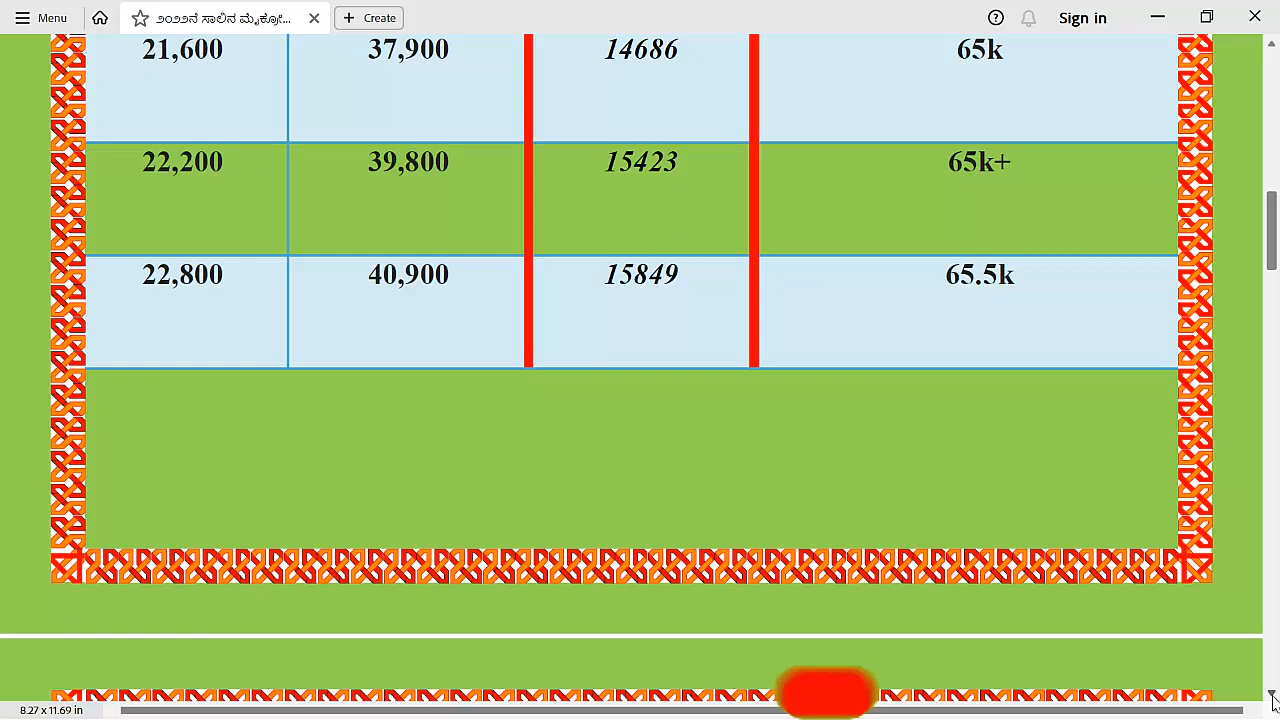 Menu ೨೦೨೨ನೆ ಸಾಲಿನ ಮೈಕ್ರೋ... Create Sign in
21,600 37,900 14686 65k
22,200 39,800 15423 65k+
22,800 40,900 15849 65.5k
8.27 x 11.69 in